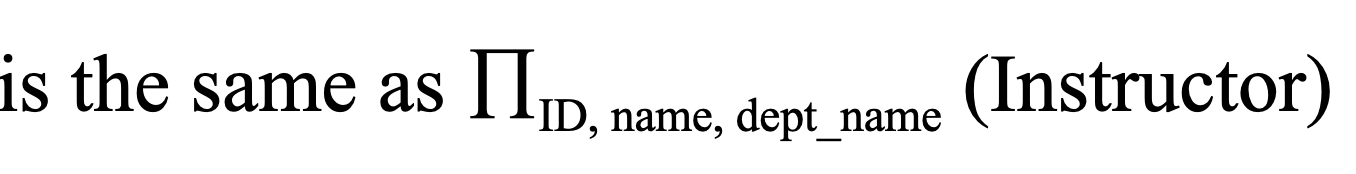 is the same as ∏ID, name, dept_name (Instructor)